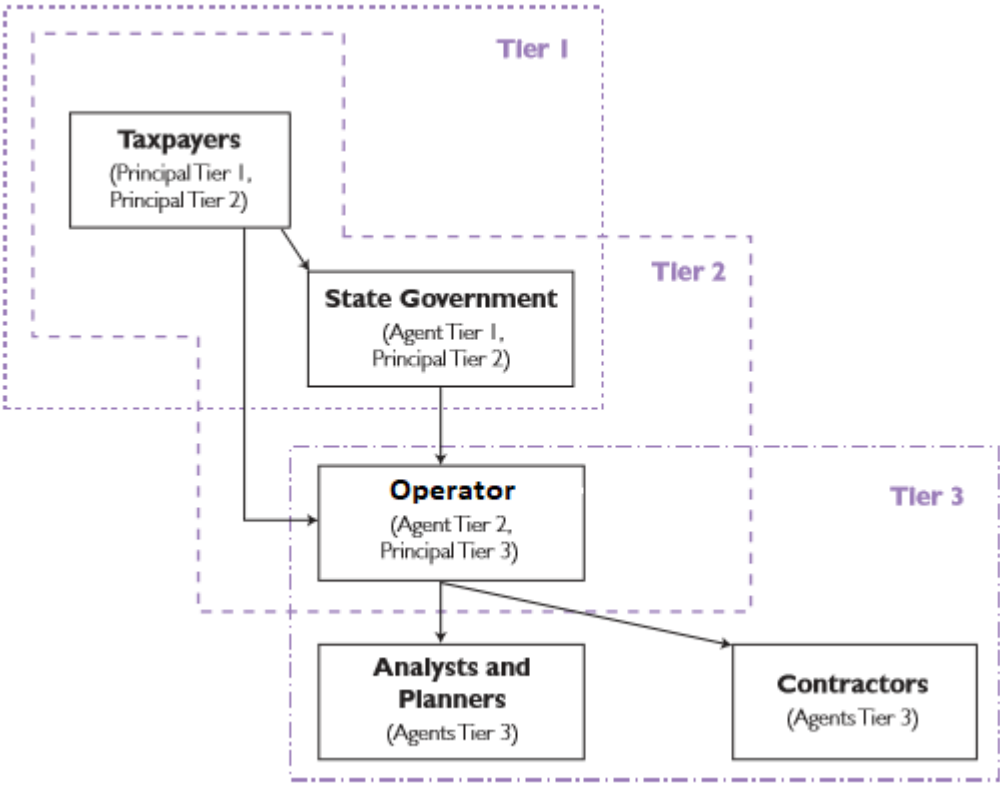 Tier 1
Taxpayers
(Principal Tier 1,
Principal Tier 2)
Tier 2
State Government
(Agent Tier 1,
Principal Tier 2)
Operator
(Agent Tier 2,
Principal Tier 3)
Tier 3
Analysts and
Planners
(Agents Tier 3)
Contractors
(Agents Tier 3)